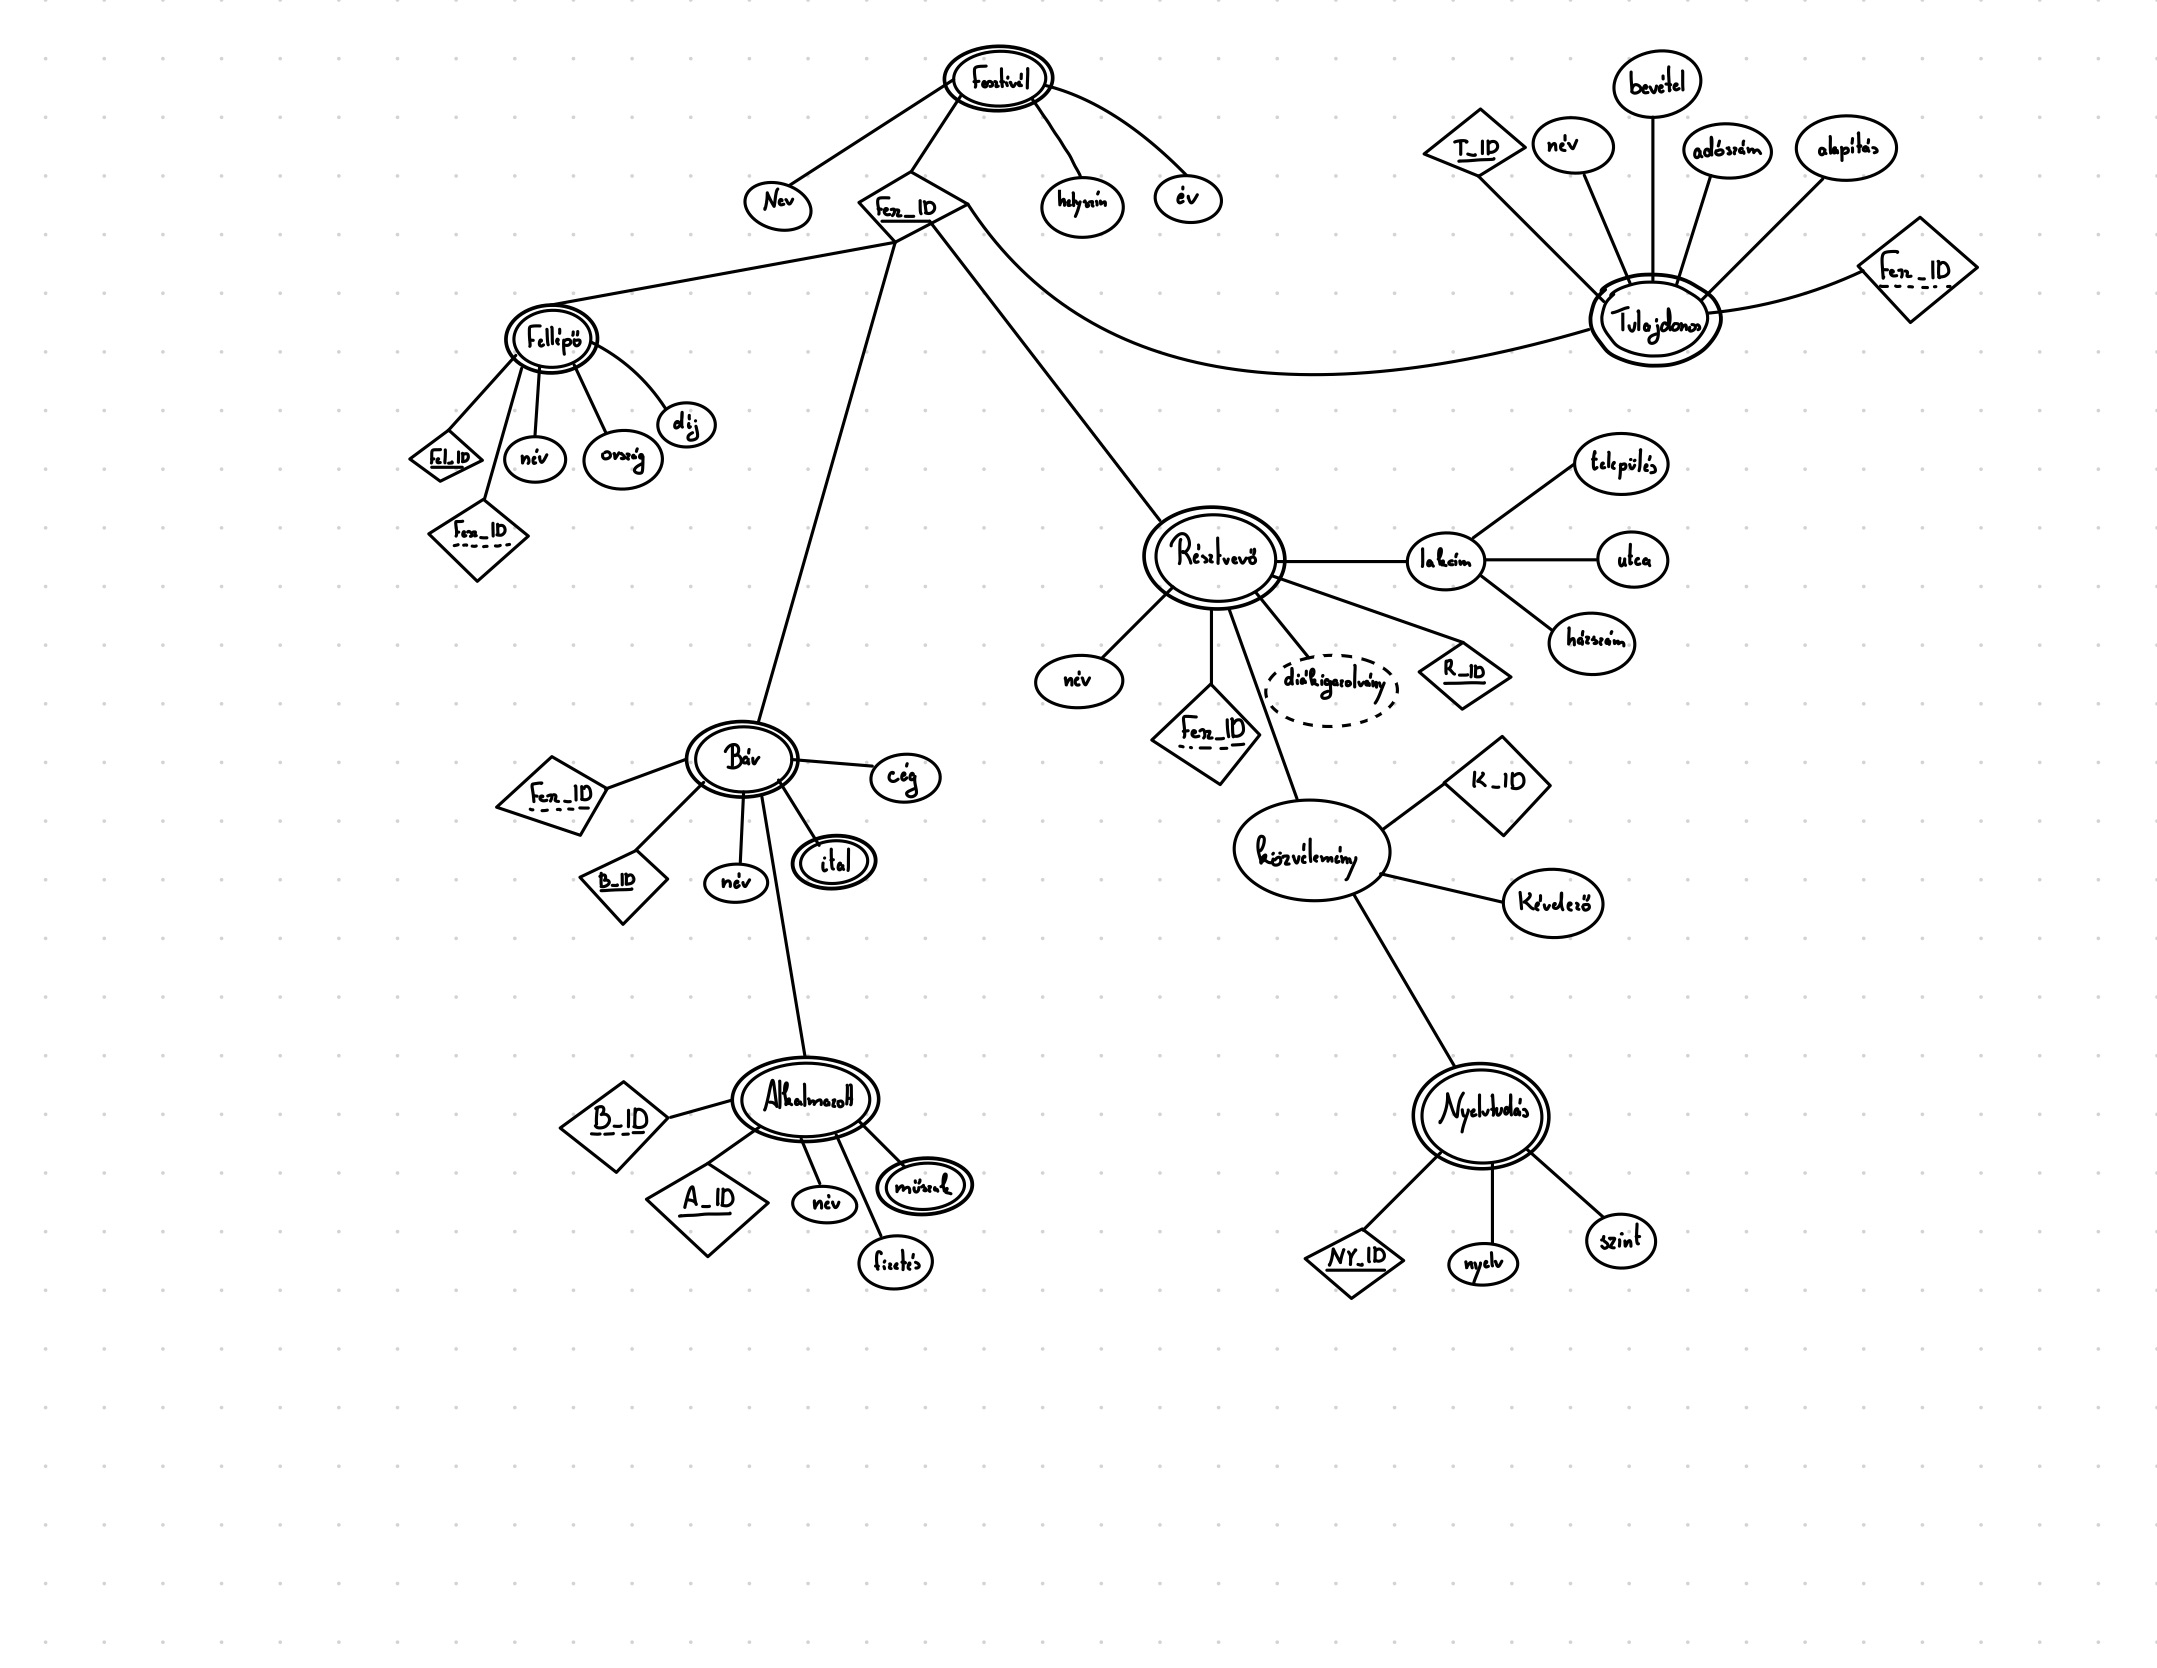 Fesztivál
Nev
Fesz_ID
helyszín
év
T_ID
név
bevétel
adószám
alapítás
Fesz_ID
Tulajdonos
Fellépő
Fel_ID
név
ország
díj
Fesz_ID
Résztvevő
lakcím
település
utca
házszám
név
Fesz_ID
diákigazolvány
R_ID
Bár
Fesz_ID
B_ID
név
ital
cég
közvélemény
K_ID
Alkalmazott
B_ID
A_ID
név
fizetés
műszak
Nyelvtudás
NY_ID
nyelv
szint